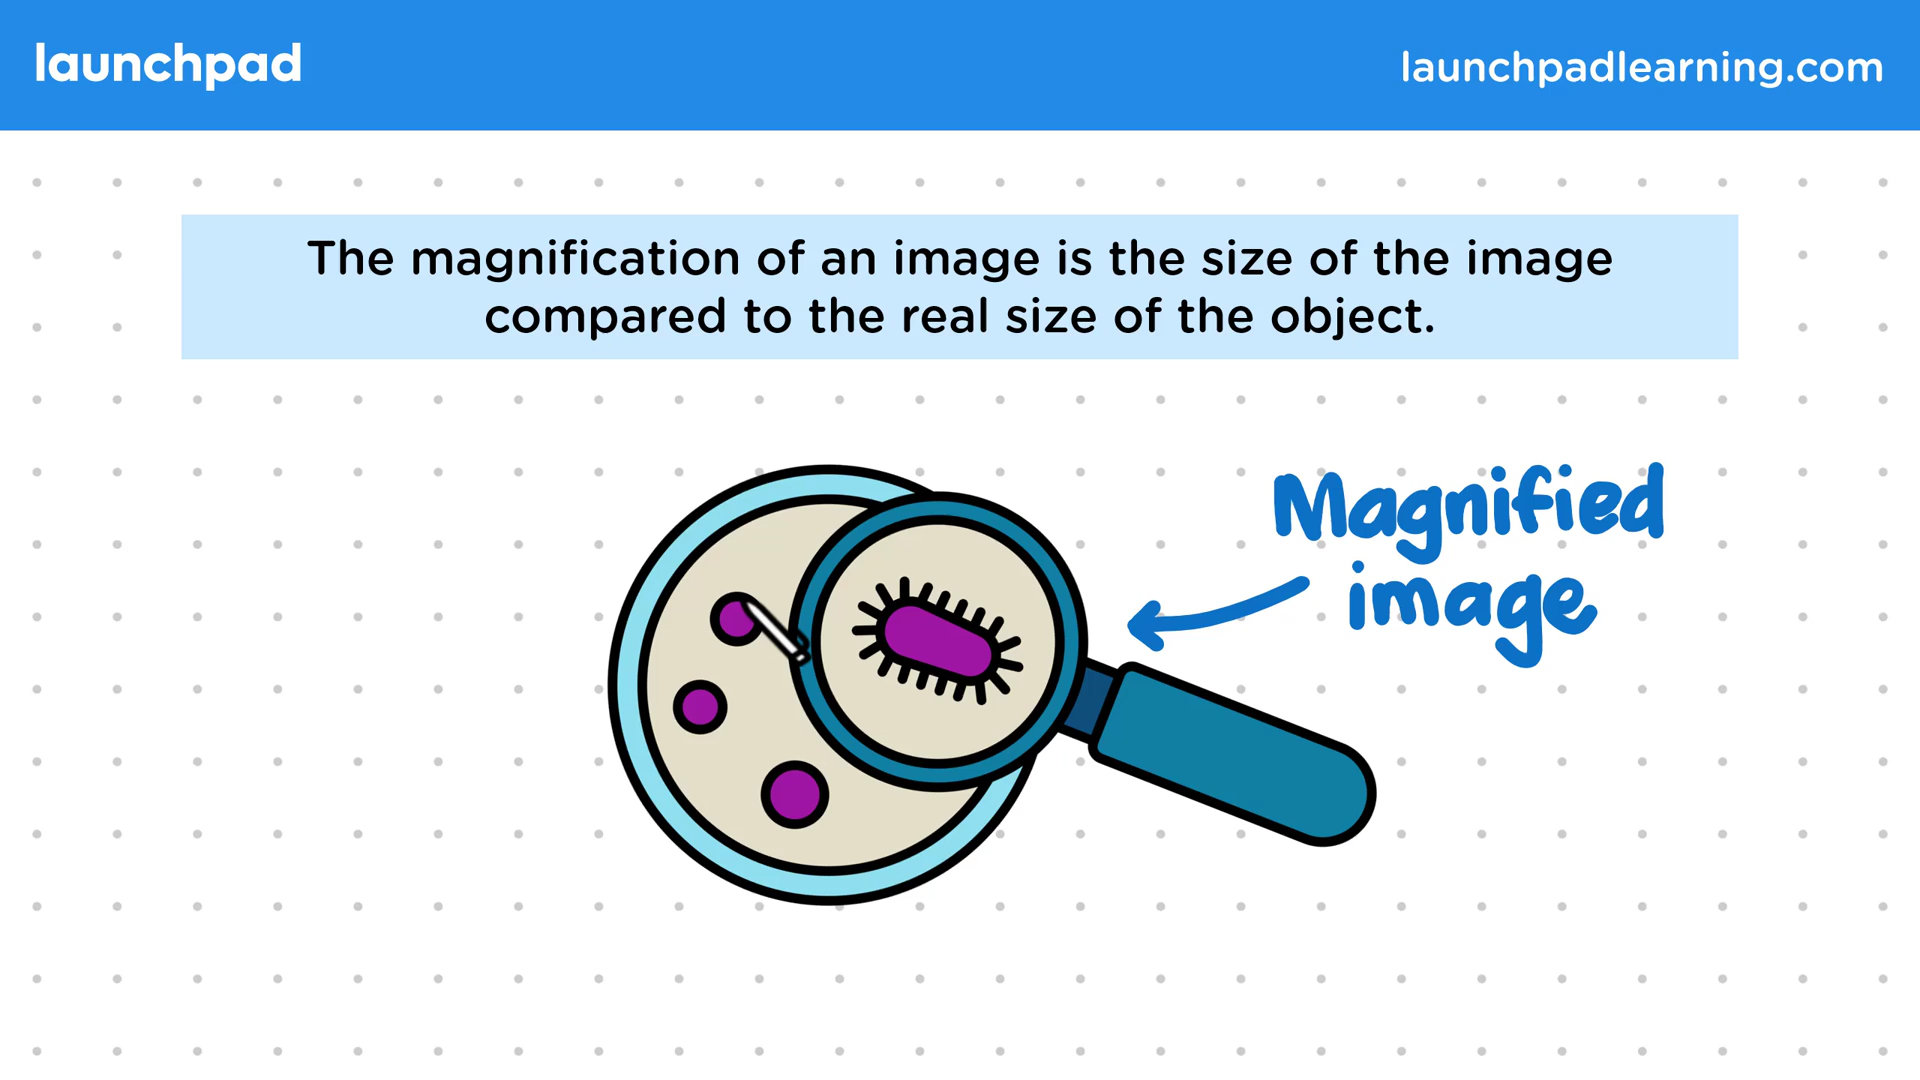 launchpad
launchpadlearning.com
The magnification of an image is the size of the image
compared to the real size of the object.
Magnified
image